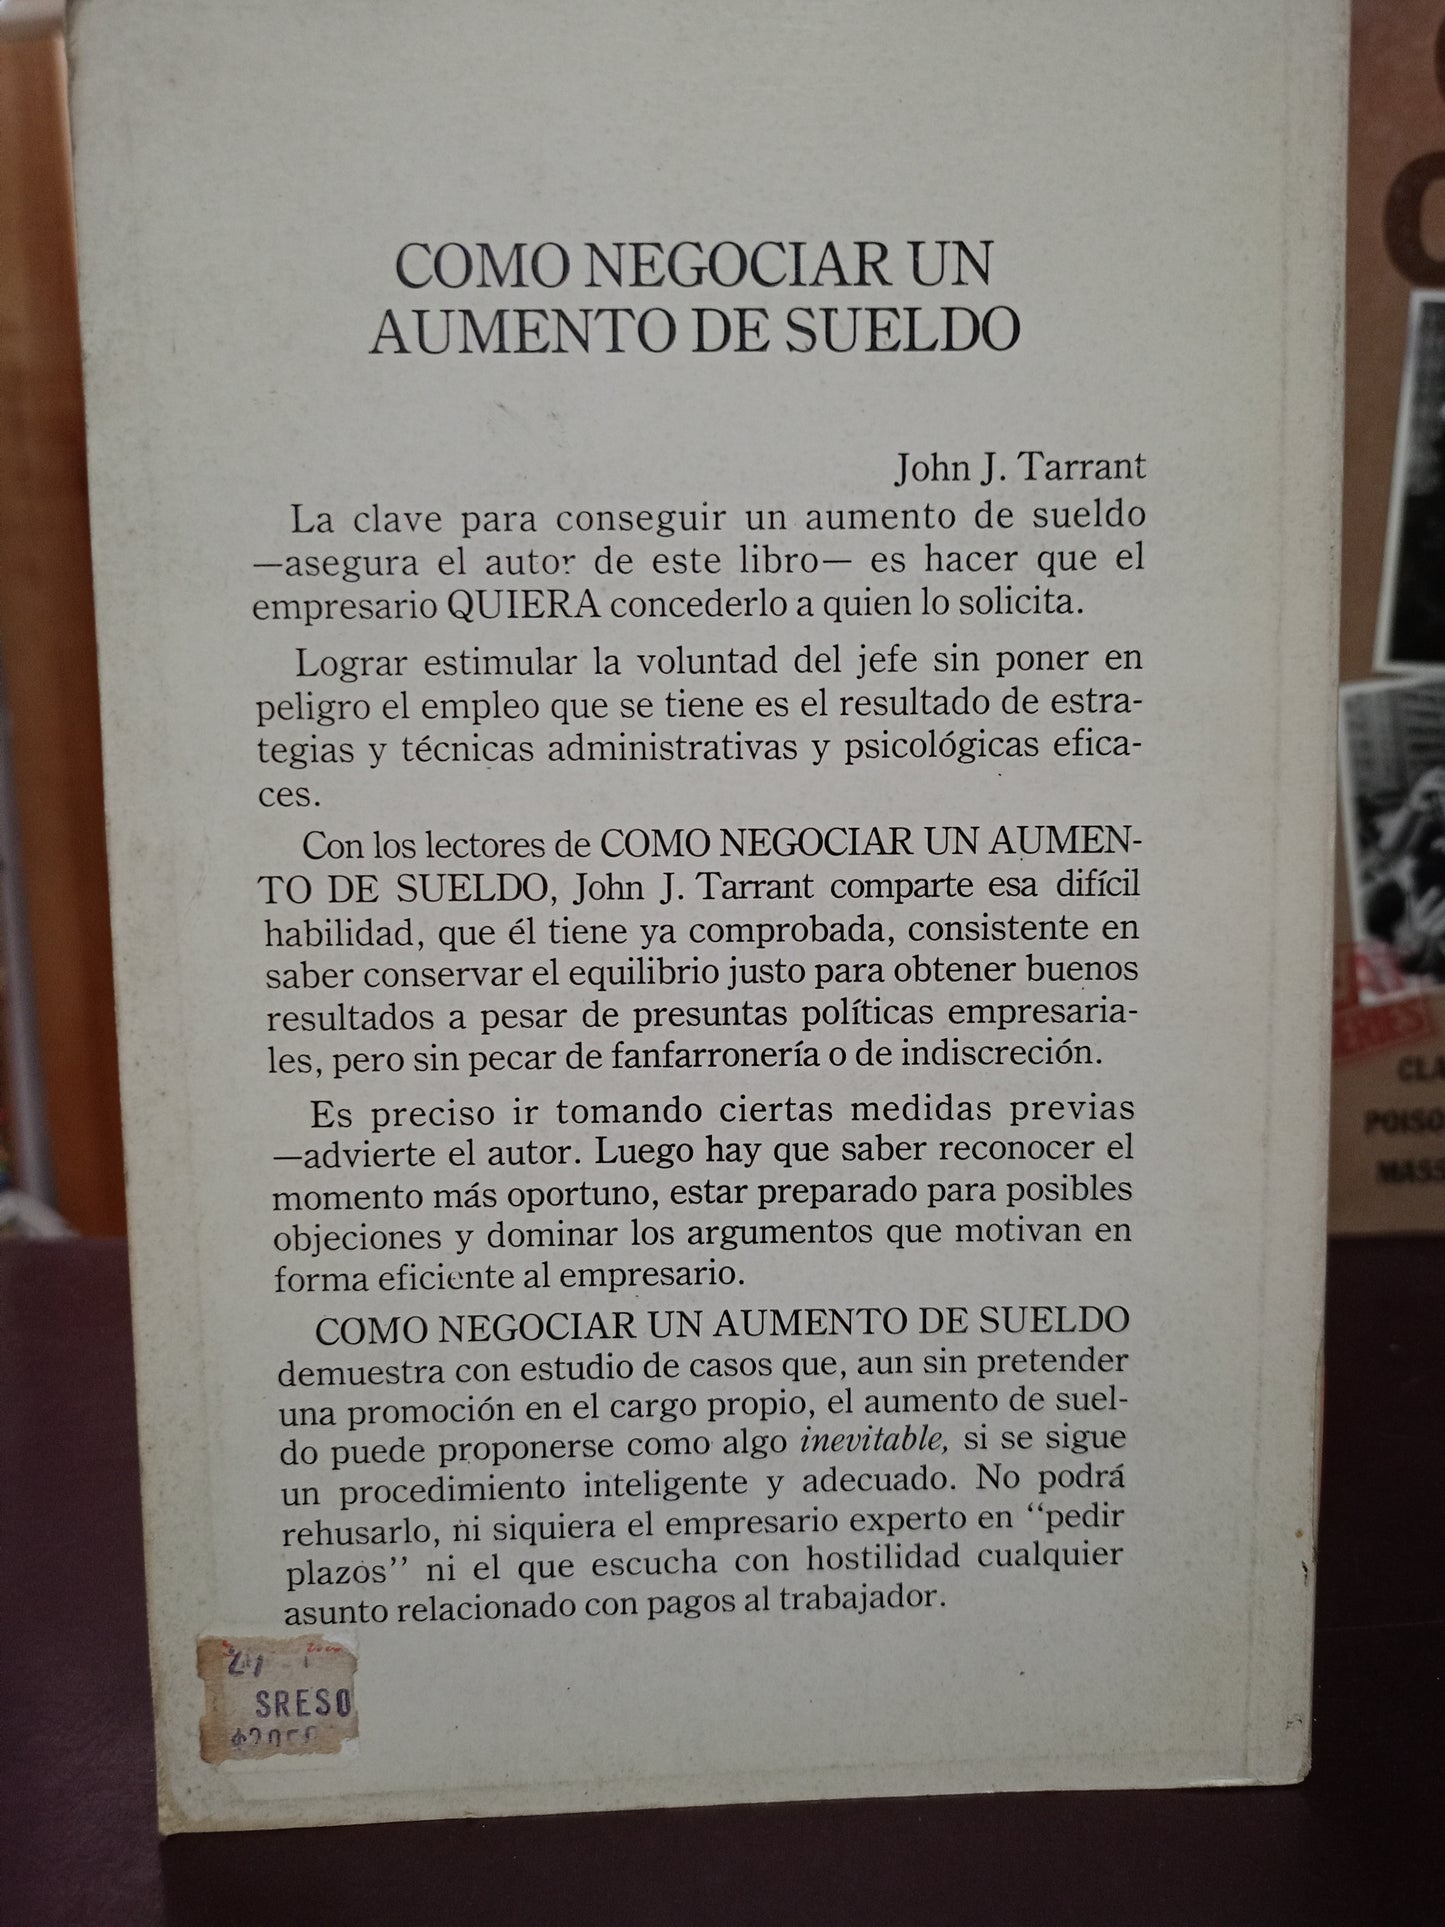 COMO NEGOCIAR UN
AUMENTO DE SUELDO
John J. Tarrant
La clave para conseguir un aumento de sueldo
—asegura el autor de este libro— es hacer que el
empresario QUIERA concederlo a quien lo solicita.
Lograr estimular la voluntad del jefe sin poner en
peligro el empleo que se tiene es el resultado de estra-
tegias y técnicas administrativas y psicológicas efica-
ces.
Con los lectores de COMO NEGOCIAR UN AUMEN-
TO DE SUELDO, John J. Tarrant comparte esa difícil
habilidad, que él tiene ya comprobada, consistente en
saber conservar el equilibrio justo para obtener buenos
resultados a pesar de presuntas políticas empresaria-
les, pero sin pecar de fanfarronería o de indiscreción.
Es preciso ir tomando ciertas medidas previas
—advierte el autor. Luego hay que saber reconocer el
momento más oportuno, estar preparado para posibles
objeciones y dominar los argumentos que motivan en
forma eficiente al empresario.
COMO NEGOCIAR UN AUMENTO DE SUELDO
demuestra con estudio de casos que, aun sin pretender
una promoción en el cargo propio, el aumento de suel-
do puede proponerse como algo inevitable, si se sigue
un procedimiento inteligente y adecuado. No podrá
rehusarlo, ni siquiera el empresario experto en "pedir
plazos" ni el que escucha con hostilidad cualquier
asunto relacionado con pagos al trabajador.
SRESO
CLA
POISO
MASS